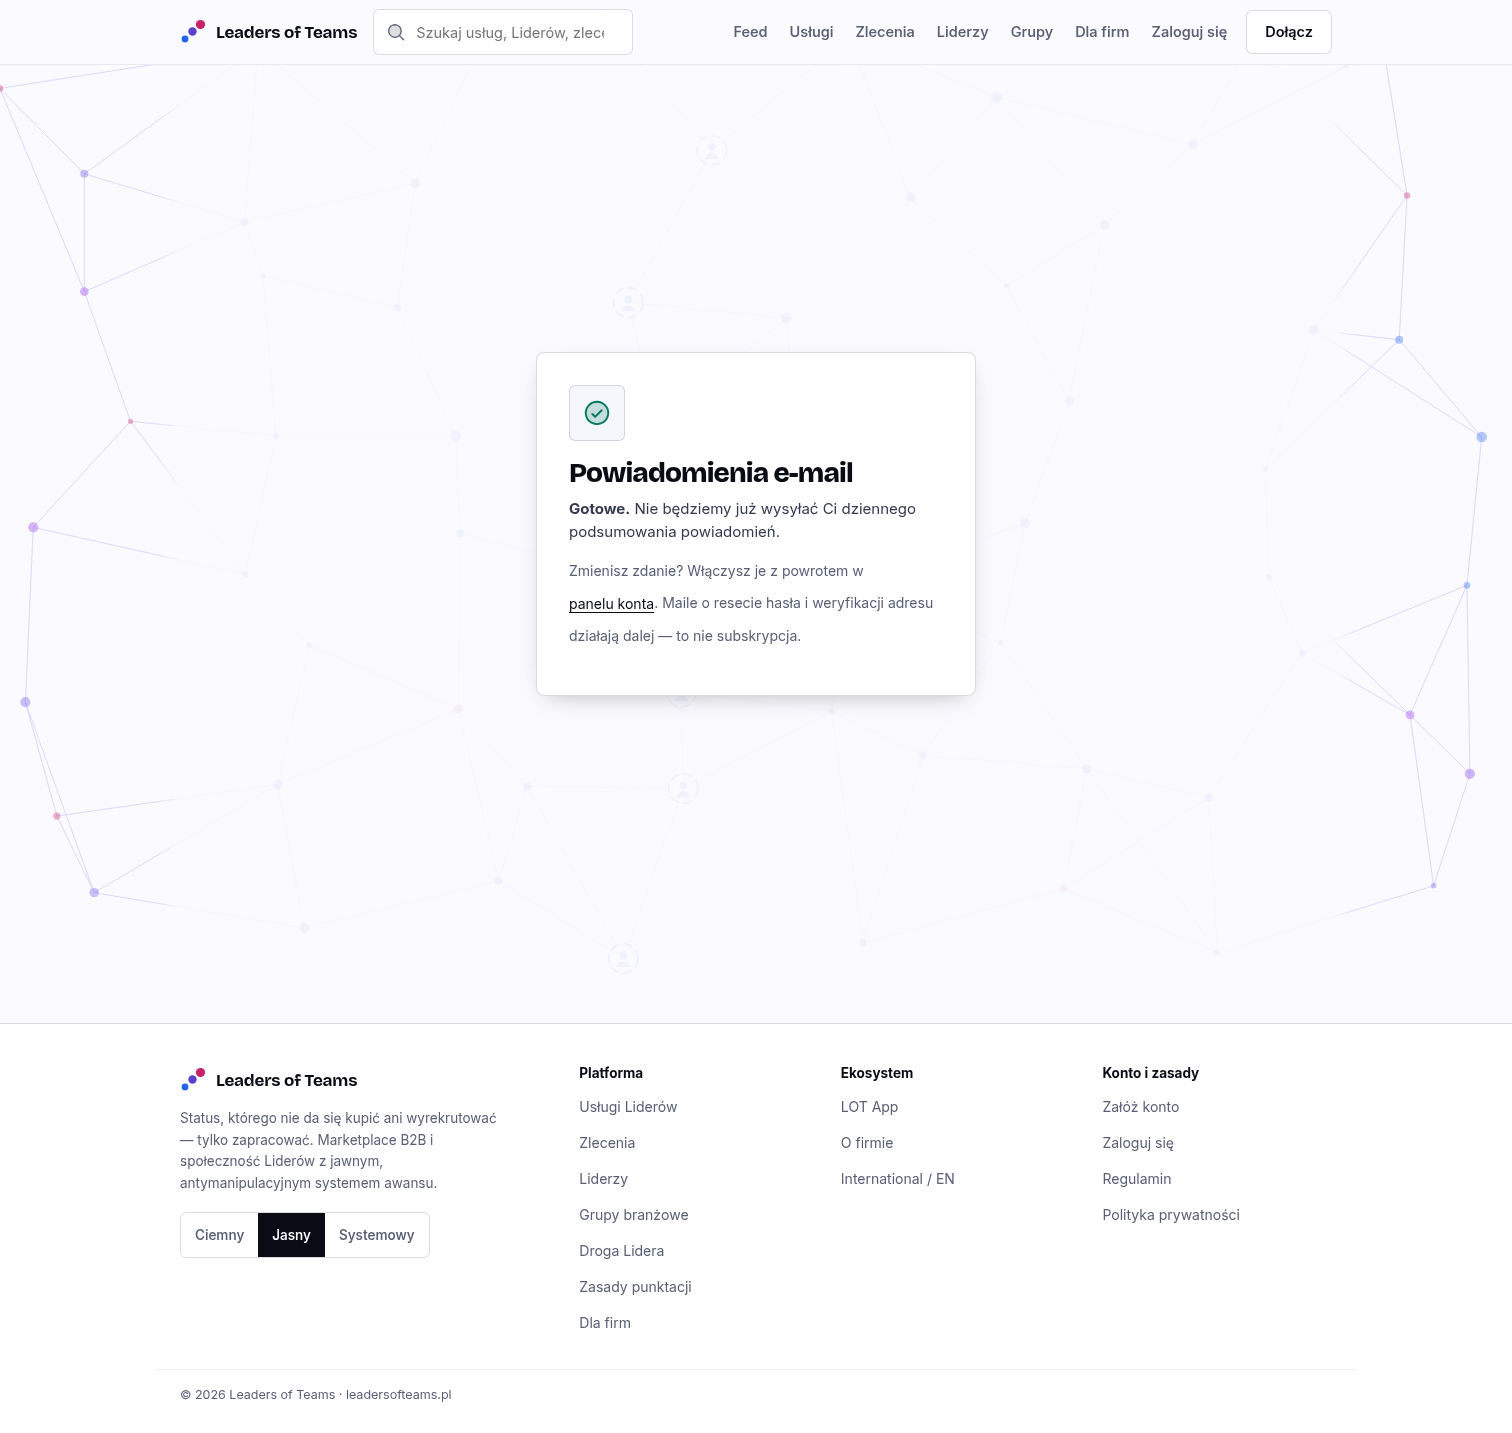 Leaders of Teams
Szukaj usług, Liderów, zlece
Feed
Usługi
Zlecenia
Liderzy
Grupy
Dla firm
Zaloguj się
Dołącz
Powiadomienia e-mail
Gotowe. Nie będziemy już wysyłać Ci dziennego
podsumowania powiadomień.
Zmienisz zdanie? Włączysz je z powrotem w
panelu konta. Maile o resecie hasła i weryfikacji adresu
działają dalej — to nie subskrypcja.
Leaders of Teams
Status, którego nie da się kupić ani wyrekrutować
— tylko zapracować. Marketplace B2B i
społeczność Liderów z jawnym,
antymanipulacyjnym systemem awansu.
Ciemny
Jasny
Systemowy
Platforma
Usługi Liderów
Zlecenia
Liderzy
Grupy branżowe
Droga Lidera
Zasady punktacji
Dla firm
Ekosystem
LOT App
O firmie
International / EN
Konto i zasady
Załóż konto
Zaloguj się
Regulamin
Polityka prywatności
© 2026 Leaders of Teams · leadersofteams.pl